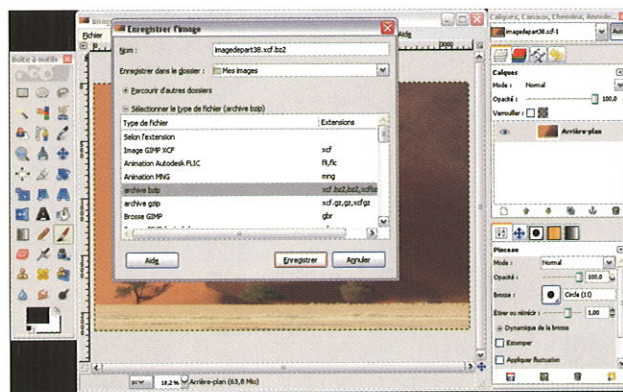 Enregistrer l'image
Nom : imagedepart38.xcf.bz2
Enregistrer dans le dossier : Mes images
Parcourir d'autres dossiers
Sélectionner le type de fichier (archive bzip)
Type de fichier Extensions
Selon l'extension
Image GIMP XCF xcf
Animation Autodesk FLIC fli,flc
Animation MNG mng
archive bzip xcf.bz2,bz2,xcfbz
archive gzip xcf.gz,gz,xcfgz
Brosse GIMP gbr
Aide Enregistrer Annuler
Fichier
Aide
Boîte à outils
px 18,2 % Arrière-plan (63,8 Mio)
Calques, Canaux, Chemins, Annule...
imagedepart38.xcf-1 Auto
Calques
Mode : Normal
Opacité : 100,0
Verrouiller :
Arrière-plan
Pinceau
Mode : Normal
Opacité : 100,0
Brosse : Circle (11)
Étirer ou rétrécir : 1,00
Dynamique de la brosse
Estomper
Appliquer fluctuation